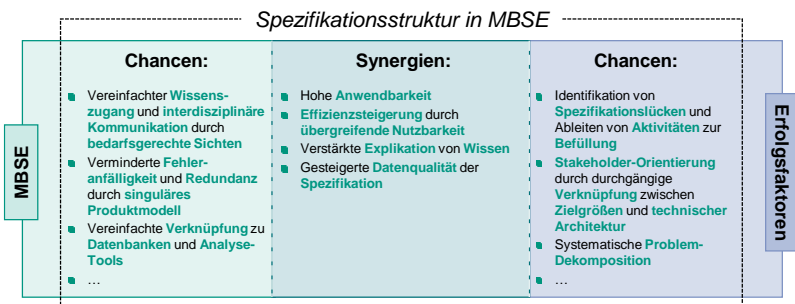 Spezifikationsstruktur in MBSE
MBSE
Chancen:
Vereinfachter Wissens-
zugang und interdisziplinäre
Kommunikation durch
bedarfsgerechte Sichten
Verminderte Fehler-
anfälligkeit und Redundanz
durch singuläres
Produktmodell
Vereinfachte Verknüpfung zu
Datenbanken und Analyse-
Tools
…
Synergien:
Hohe Anwendbarkeit
Effizienzsteigerung durch
übergreifende Nutzbarkeit
Verstärkte Explikation von Wissen
Gesteigerte Datenqualität der
Spezifikation
Chancen:
Identifikation von
Spezifikationslücken und
Ableiten von Aktivitäten zur
Befüllung
Stakeholder-Orientierung
durch durchgängige
Verknüpfung zwischen
Zielgrößen und technischer
Architektur
Systematische Problem-
Dekomposition
…
Erfolgsfaktoren